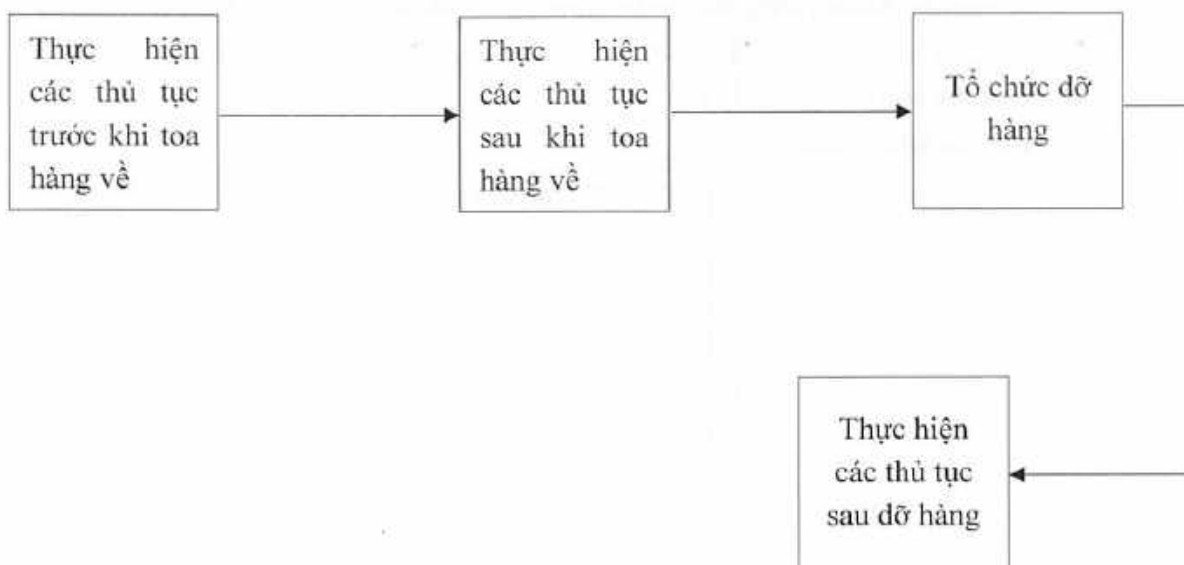 Thực hiện
các thủ tục
trước khi toa
hàng về
Thực hiện
các thủ tục
sau khi toa
hàng về
Tổ chức dỡ
hàng
Thực hiện
các thủ tục
sau dỡ hàng